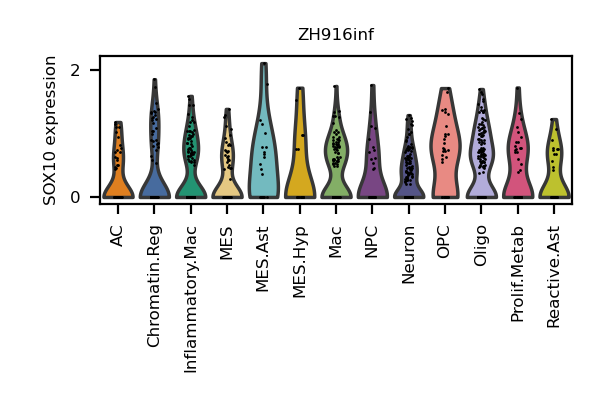 ZH916inf
SOX10 expression
2
0
AC
Chromatin.Reg
Inflammatory.Mac
MES
MES.Ast
MES.Hyp
Mac
NPC
Neuron
OPC
Oligo
Prolif.Metab
Reactive.Ast